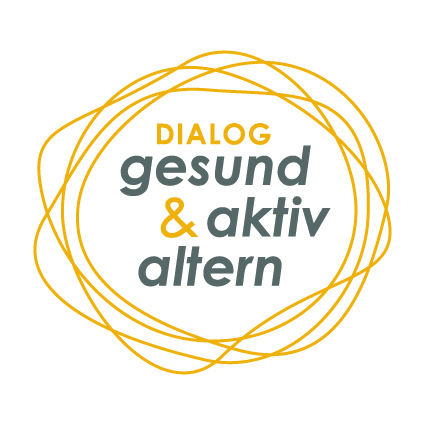 DIALOG
gesund
& aktiv
altern